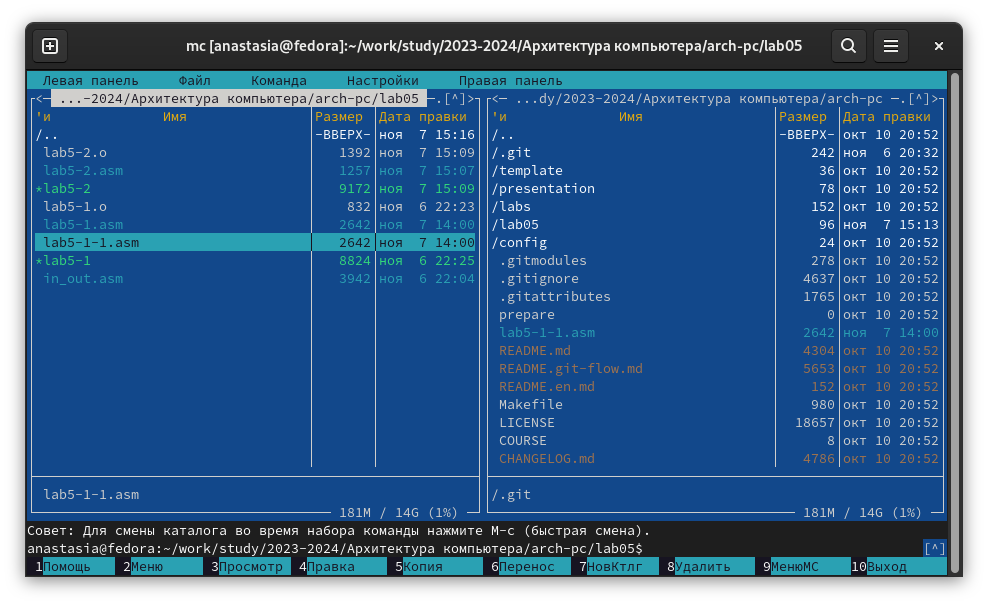 mc [anastasia@fedora]:~/work/study/2023-2024/Архитектура компьютера/arch-pc/lab05
Левая панель Файл Команда Настройки Правая панель
<─ ...-2024/Архитектура компьютера/arch-pc/lab05 ─.[^]>
'и Имя Размер Дата правки
/.. -ВВЕРХ- ноя 7 15:16
lab5-2.o 1392 ноя 7 15:09
lab5-2.asm 1257 ноя 7 15:07
*lab5-2 9172 ноя 7 15:09
lab5-1.o 832 ноя 6 22:23
lab5-1.asm 2642 ноя 7 14:00
lab5-1-1.asm 2642 ноя 7 14:00
*lab5-1 8824 ноя 6 22:25
in_out.asm 3942 ноя 6 22:04
lab5-1-1.asm
181M / 14G (1%)
<─ ...dy/2023-2024/Архитектура компьютера/arch-pc ─.[^]>
'и Имя Размер Дата правки
/.. -ВВЕРХ- окт 10 20:52
/.git 242 ноя 6 20:32
/template 36 окт 10 20:52
/presentation 78 окт 10 20:52
/labs 152 окт 10 20:52
/lab05 96 ноя 7 15:13
/config 24 окт 10 20:52
.gitmodules 278 окт 10 20:52
.gitignore 4637 окт 10 20:52
.gitattributes 1765 окт 10 20:52
prepare 0 окт 10 20:52
lab5-1-1.asm 2642 ноя 7 14:00
README.md 4304 окт 10 20:52
README.git-flow.md 5653 окт 10 20:52
README.en.md 152 окт 10 20:52
Makefile 980 окт 10 20:52
LICENSE 18657 окт 10 20:52
COURSE 8 окт 10 20:52
CHANGELOG.md 4786 окт 10 20:52
/.git
181M / 14G (1%)
Совет: Для смены каталога во время набора команды нажмите M-c (быстрая смена).
anastasia@fedora:~/work/study/2023-2024/Архитектура компьютера/arch-pc/lab05$ [^]
1Помощь 2Меню 3Просмотр 4Правка 5Копия 6Перенос 7НовКтлг 8Удалить 9МенюMC 10Выход